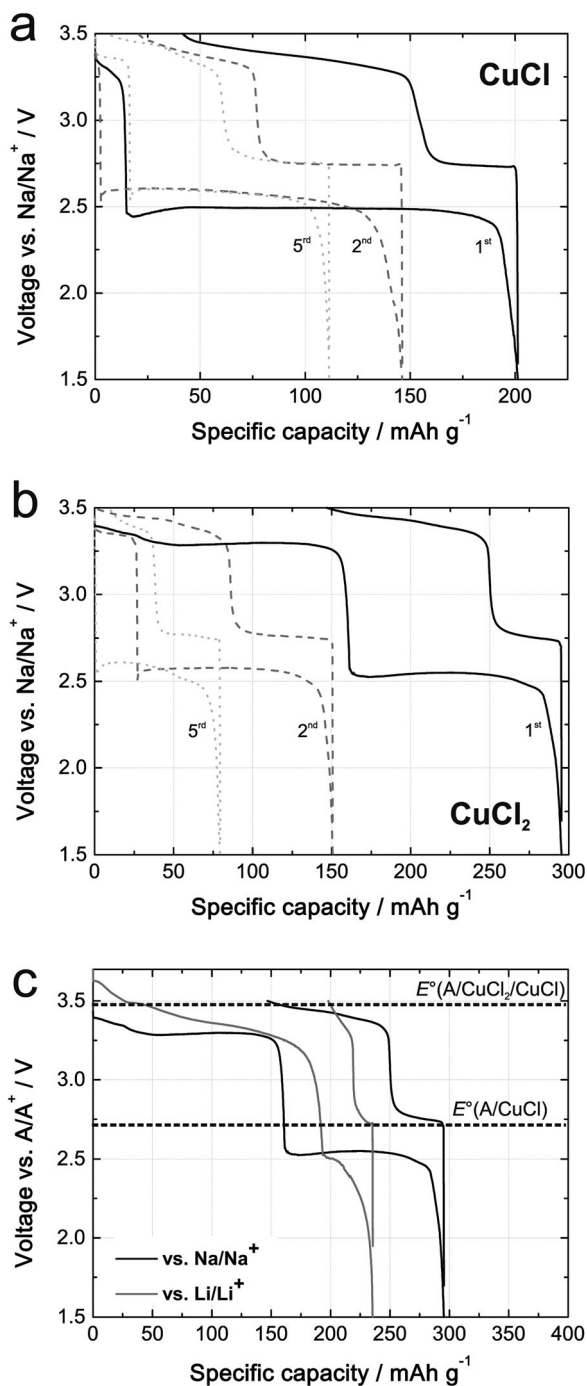 a
3.5
3.0
2.5
2.0
1.5
Voltage vs. Na/Na⁺ / V
CuCl
5ʳᵈ
2ⁿᵈ
1ˢᵗ
0 50 100 150 200
Specific capacity / mAh g⁻¹
b
3.5
3.0
2.5
2.0
1.5
Voltage vs. Na/Na⁺ / V
5ʳᵈ
2ⁿᵈ
1ˢᵗ
CuCl₂
0 50 100 150 200 250 300
Specific capacity / mAh g⁻¹
c
3.5
3.0
2.5
2.0
1.5
Voltage vs. A/A⁺ / V
E°(A/CuCl₂/CuCl)
E°(A/CuCl)
vs. Na/Na⁺
vs. Li/Li⁺
0 50 100 150 200 250 300 350 400
Specific capacity / mAh g⁻¹